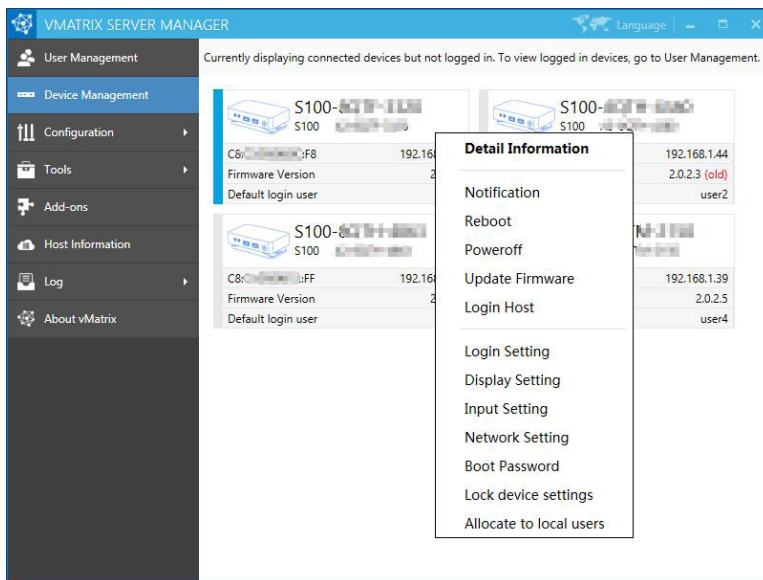 VMATRIX SERVER MANAGER
Language
User Management
Device Management
Configuration
Tools
Add-ons
Host Information
Log
About vMatrix
Currently displaying connected devices but not logged in. To view logged in devices, go to User Management.
S100-
S100
C8: :F8 192.168
Firmware Version 2
Default login user
S100-
S100
192.168.1.44
2.0.2.3 (old)
user2
S100-
S100
C8: :FF 192.168
Firmware Version 2
Default login user
192.168.1.39
2.0.2.5
user4
Detail Information
Notification
Reboot
Poweroff
Update Firmware
Login Host
Login Setting
Display Setting
Input Setting
Network Setting
Boot Password
Lock device settings
Allocate to local users